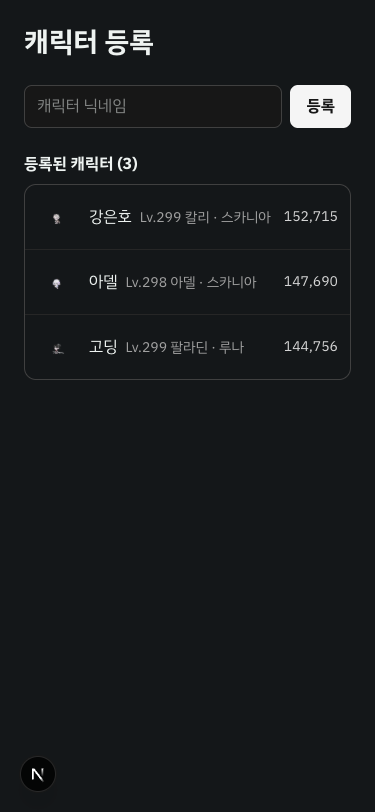 캐릭터 등록
캐릭터 닉네임
등록
등록된 캐릭터 (3)
강은호 Lv.299 칼리 · 스카니아 152,715
아델 Lv.298 아델 · 스카니아 147,690
고딩 Lv.299 팔라딘 · 루나 144,756
N